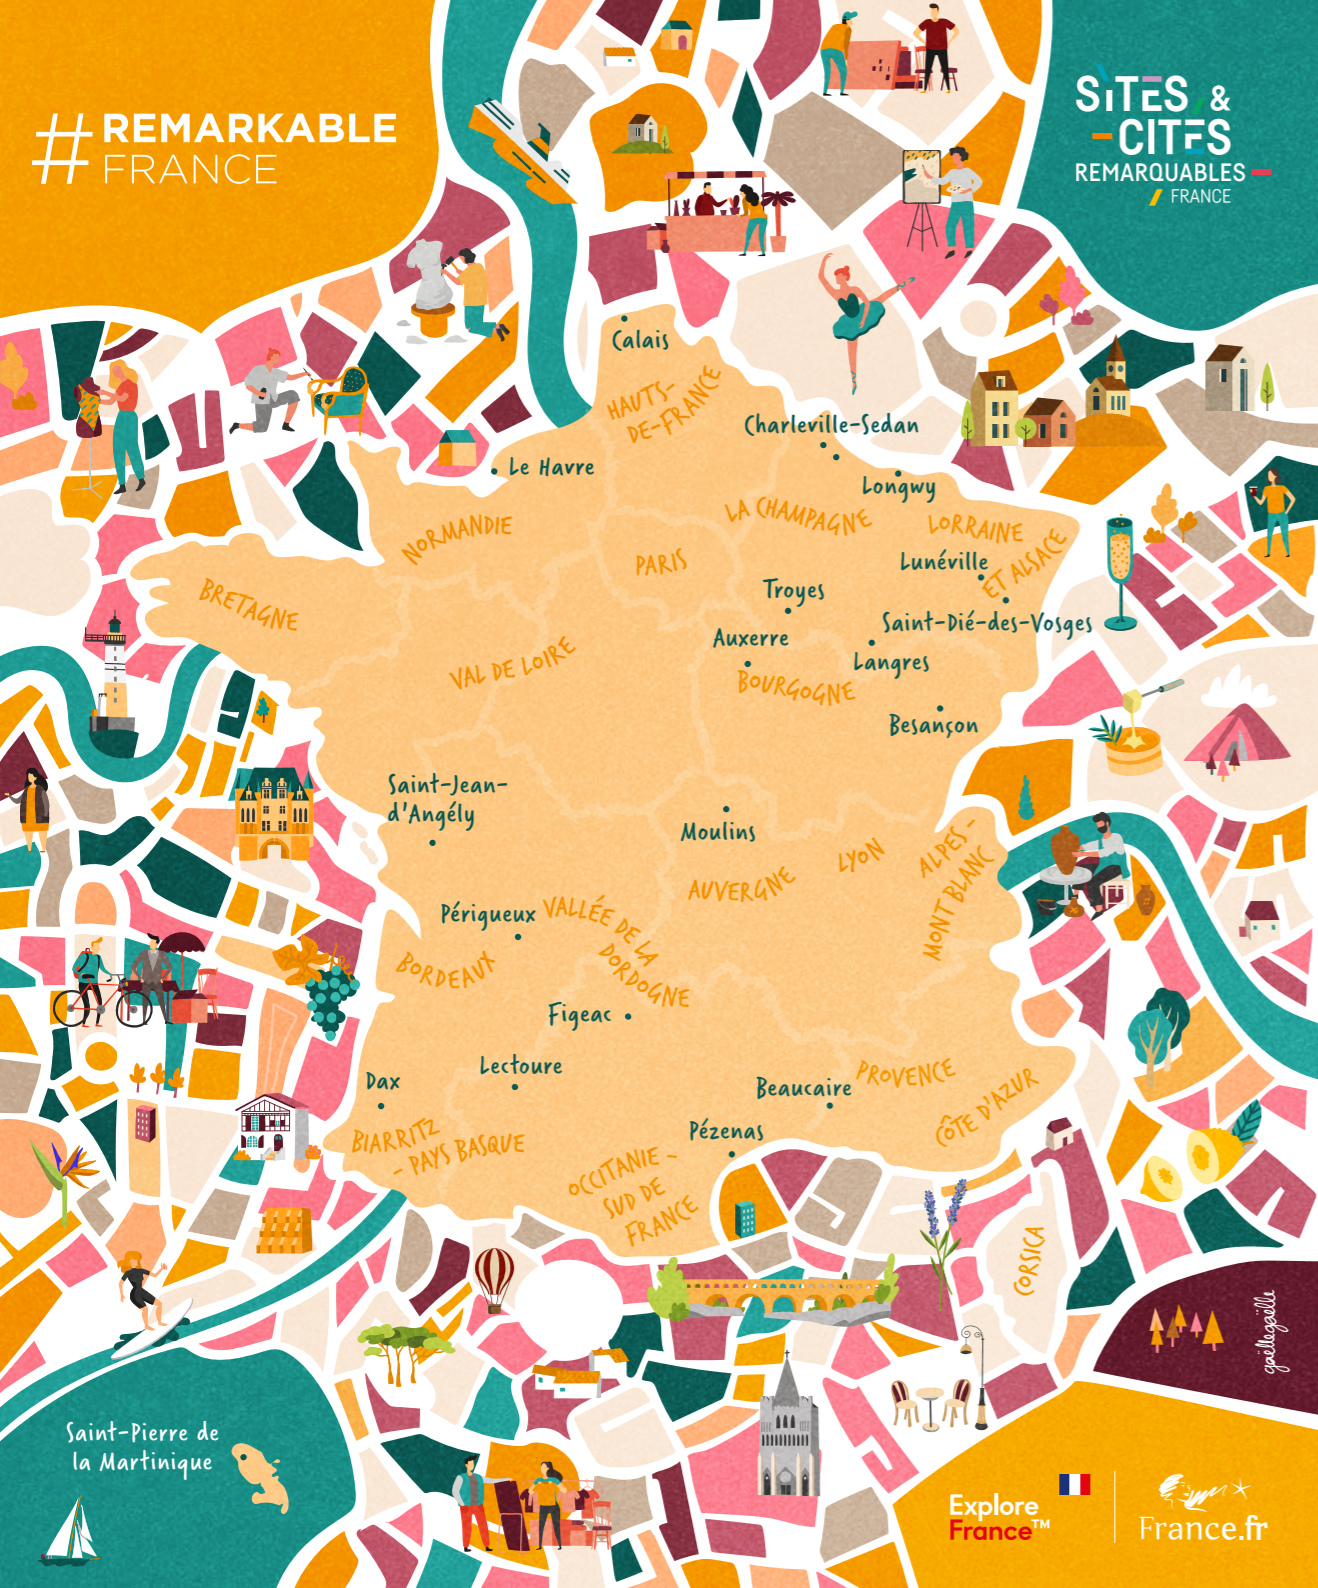 #REMARKABLE
FRANCE
SITES &
CITES
REMARQUABLES
FRANCE
Calais
HAUTS-
DE-FRANCE
Charleville-Sedan
Le Havre
Longwy
NORMANDIE
LA CHAMPAGNE
LORRAINE
ET ALSACE
PARIS
Lunéville
BRETAGNE
Troyes
Saint-Dié-des-Vosges
Auxerre
Langres
VAL DE LOIRE
BOURGOGNE
Besançon
Saint-Jean-
d'Angély
Moulins
LYON
ALPES -
MONT BLANC
AUVERGNE
Périgueux
VALLÉE DE LA
DORDOGNE
BORDEAUX
Figeac
Lectoure
Dax
Beaucaire
PROVENCE
CÔTE D'AZUR
Pézenas
BIARRITZ
- PAYS BASQUE
OCCITANIE -
SUD DE
FRANCE
CORSICA
gaëllegaëlle
Saint-Pierre de
la Martinique
Explore
France™
France.fr